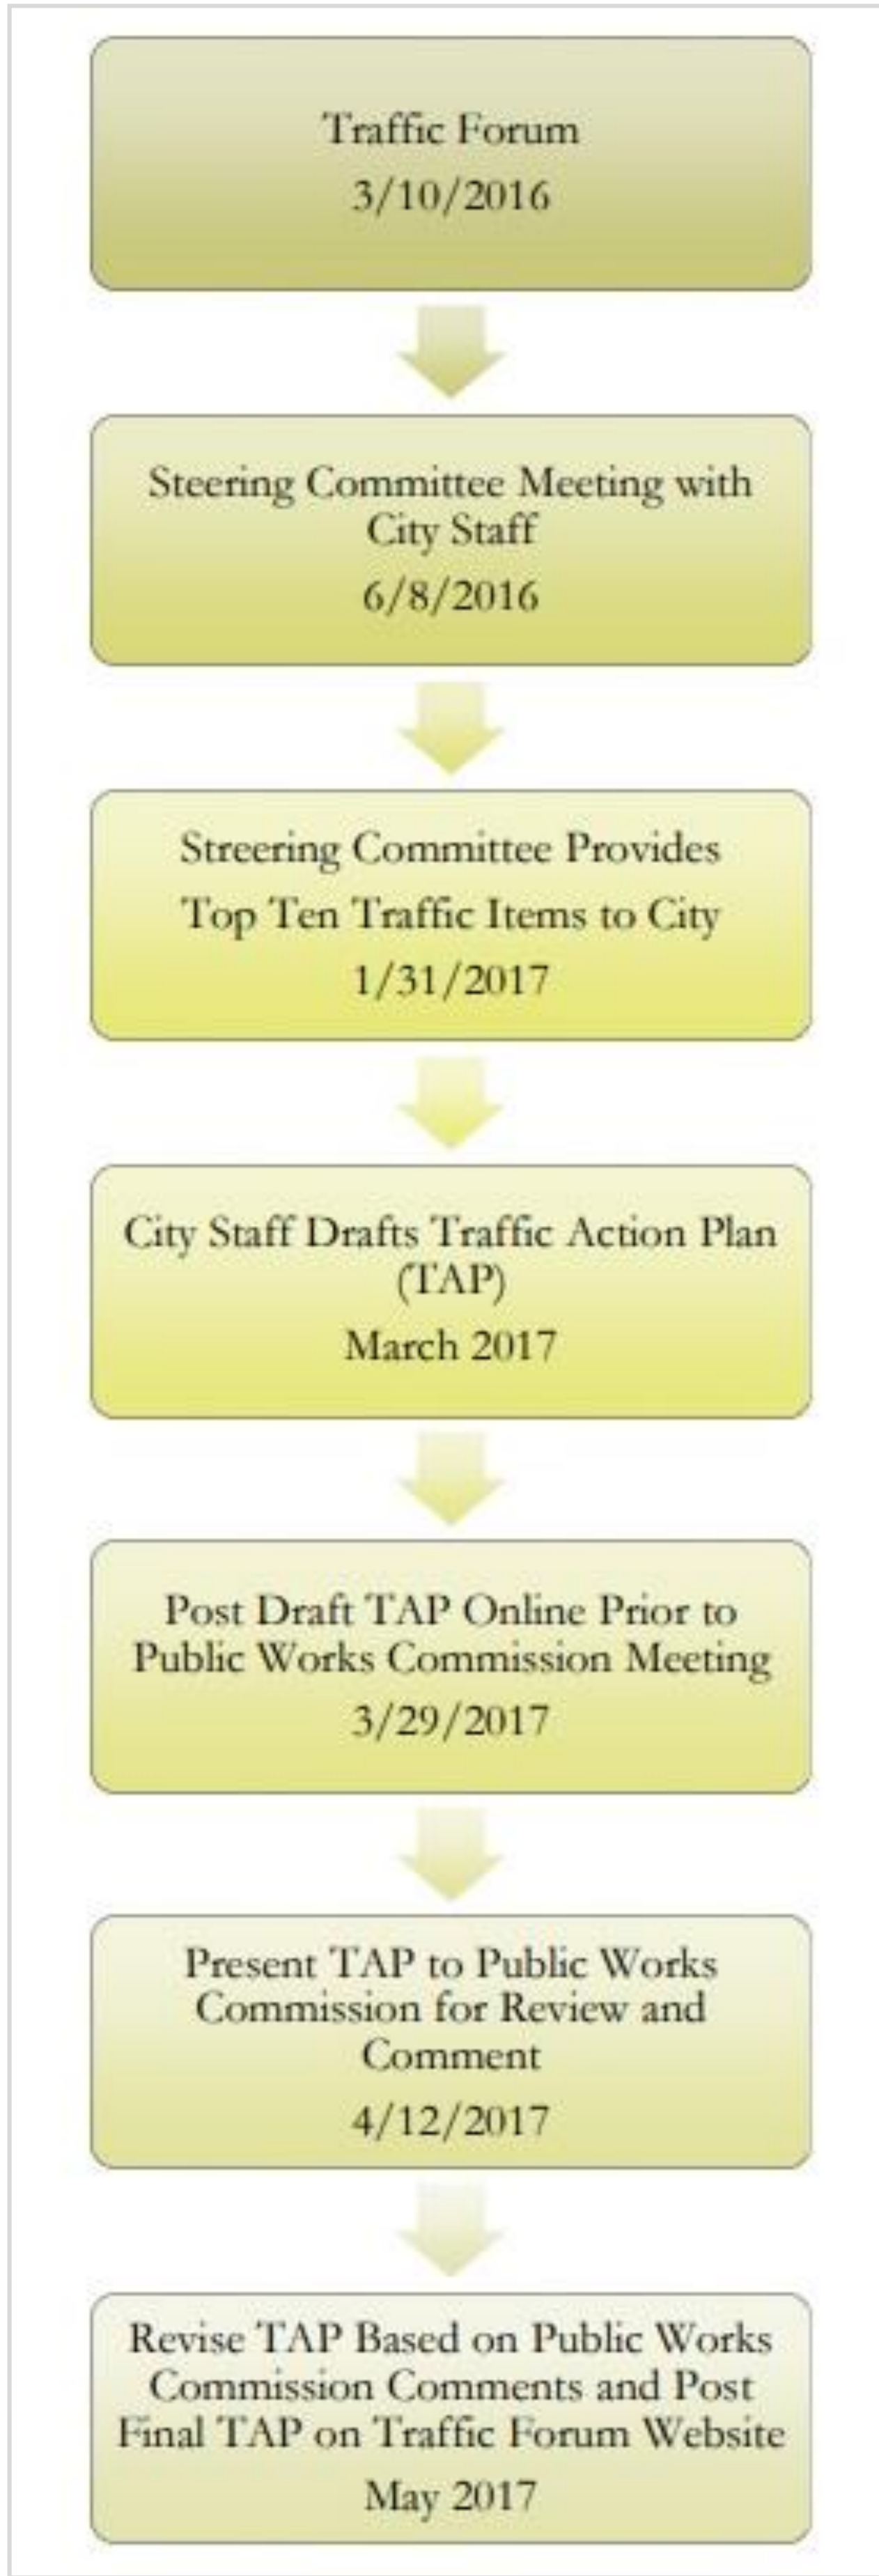 Traffic Forum
3/10/2016
Steering Committee Meeting with
City Staff
6/8/2016
Streering Committee Provides
Top Ten Traffic Items to City
1/31/2017
City Staff Drafts Traffic Action Plan
(TAP)
March 2017
Post Draft TAP Online Prior to
Public Works Commission Meeting
3/29/2017
Present TAP to Public Works
Commission for Review and
Comment
4/12/2017
Revise TAP Based on Public Works
Commission Comments and Post
Final TAP on Traffic Forum Website
May 2017